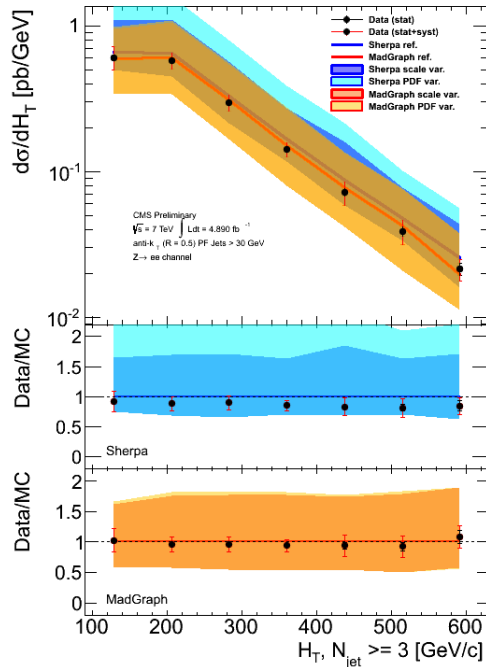 dσ/dH_T [pb/GeV]
1
10^-1
10^-2
Data (stat)
Data (stat+syst)
Sherpa ref.
MadGraph ref.
Sherpa scale var.
Sherpa PDF var.
MadGraph scale var.
MadGraph PDF var.
CMS Preliminary
√s = 7 TeV ∫ Ldt = 4.890 fb^-1
anti-k_T (R = 0.5) PF Jets > 30 GeV
Z→ ee channel
Data/MC
2
1.5
1
0.5
0
Sherpa
Data/MC
2
1.5
1
0.5
0
MadGraph
100 200 300 400 500 600
H_T, N_jet >= 3 [GeV/c]